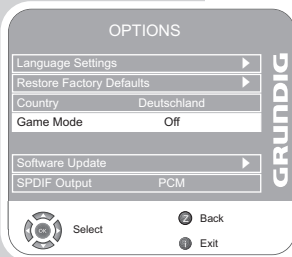 OPTIONS
Language Settings
Restore Factory Defaults
Country Deutschland
Game Mode Off
Software Update
SPDIF Output PCM
GRUNDIG
OK
Select
Z Back
i Exit